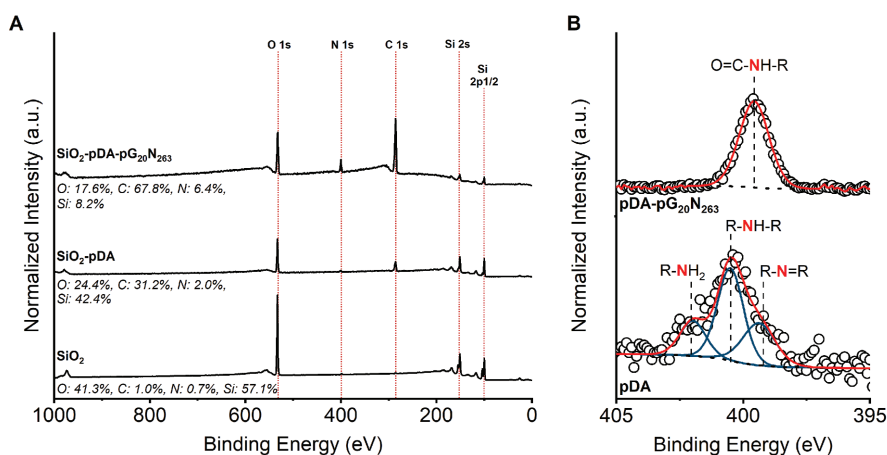 A
O 1s
N 1s
C 1s
Si 2s
Si
2p1/2
SiO₂-pDA-pG₂₀N₂₆₃
O: 17.6%, C: 67.8%, N: 6.4%,
Si: 8.2%
SiO₂-pDA
O: 24.4%, C: 31.2%, N: 2.0%,
Si: 42.4%
SiO₂
O: 41.3%, C: 1.0%, N: 0.7%, Si: 57.1%
1000 800 600 400 200 0
Binding Energy (eV)
Normalized Intensity (a.u.)
B
O=C-NH-R
pDA-pG₂₀N₂₆₃
R-NH-R
R-NH₂
R-N=R
pDA
405 400 395
Binding Energy (eV)
Normalized Intensity (a.u.)